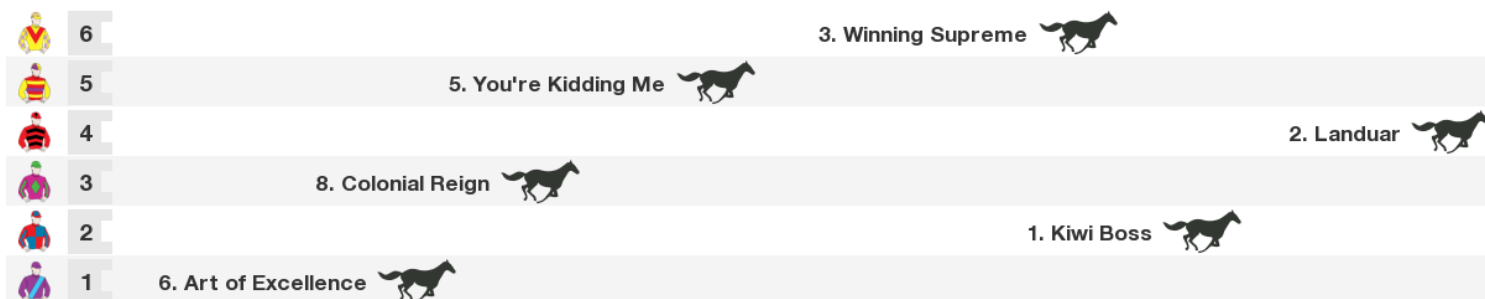 6 3. Winning Supreme
5 5. You're Kidding Me
4 2. Landuar
3 8. Colonial Reign
2 1. Kiwi Boss
1 6. Art of Excellence